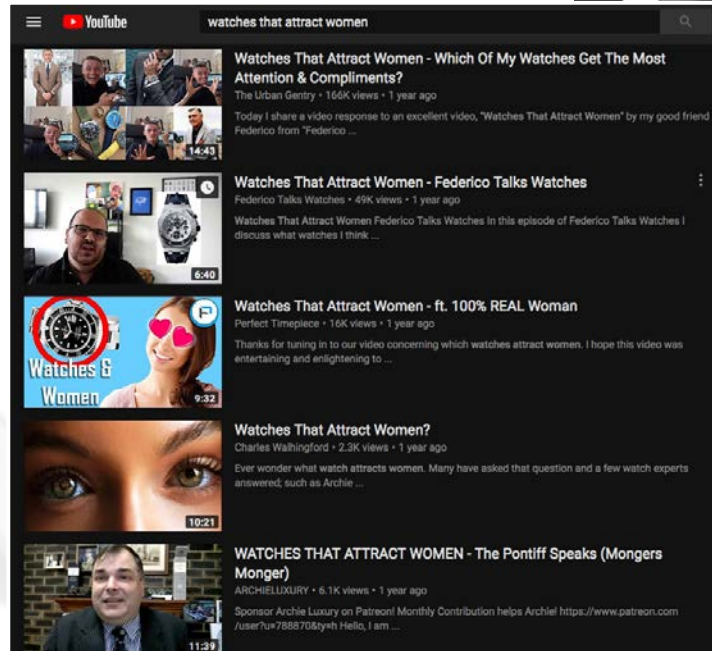 YouTube
watches that attract women
Watches That Attract Women - Which Of My Watches Get The Most
Attention & Compliments?
The Urban Gentry • 166K views • 1 year ago
Today I share a video response to an excellent video, "Watches That Attract Women" by my good friend
Federico from "Federico ...
14:43
Watches That Attract Women - Federico Talks Watches
Federico Talks Watches • 49K views • 1 year ago
Watches That Attract Women Federico Talks Watches In this episode of Federico Talks Watches I
discuss what watches I think ...
6:40
Watches That Attract Women - ft. 100% REAL Woman
Perfect Timepiece • 16K views • 1 year ago
Thanks for tuning in to our video concerning which watches attract women. I hope this video was
entertaining and enlightening to ...
Watches &
Women
9:32
Watches That Attract Women?
Charles Walhingford • 2.3K views • 1 year ago
Ever wonder what watch attracts women. Many have asked that question and a few watch experts
answered; such as Archie ...
10:21
WATCHES THAT ATTRACT WOMEN - The Pontiff Speaks (Mongers
Monger)
ARCHIELUXURY • 6.1K views • 1 year ago
Sponsor Archie Luxury on Patreon! Monthly Contribution helps Archie! https://www.patreon.com
/user?u=788870&ty=h Hello, I am ...
11:39